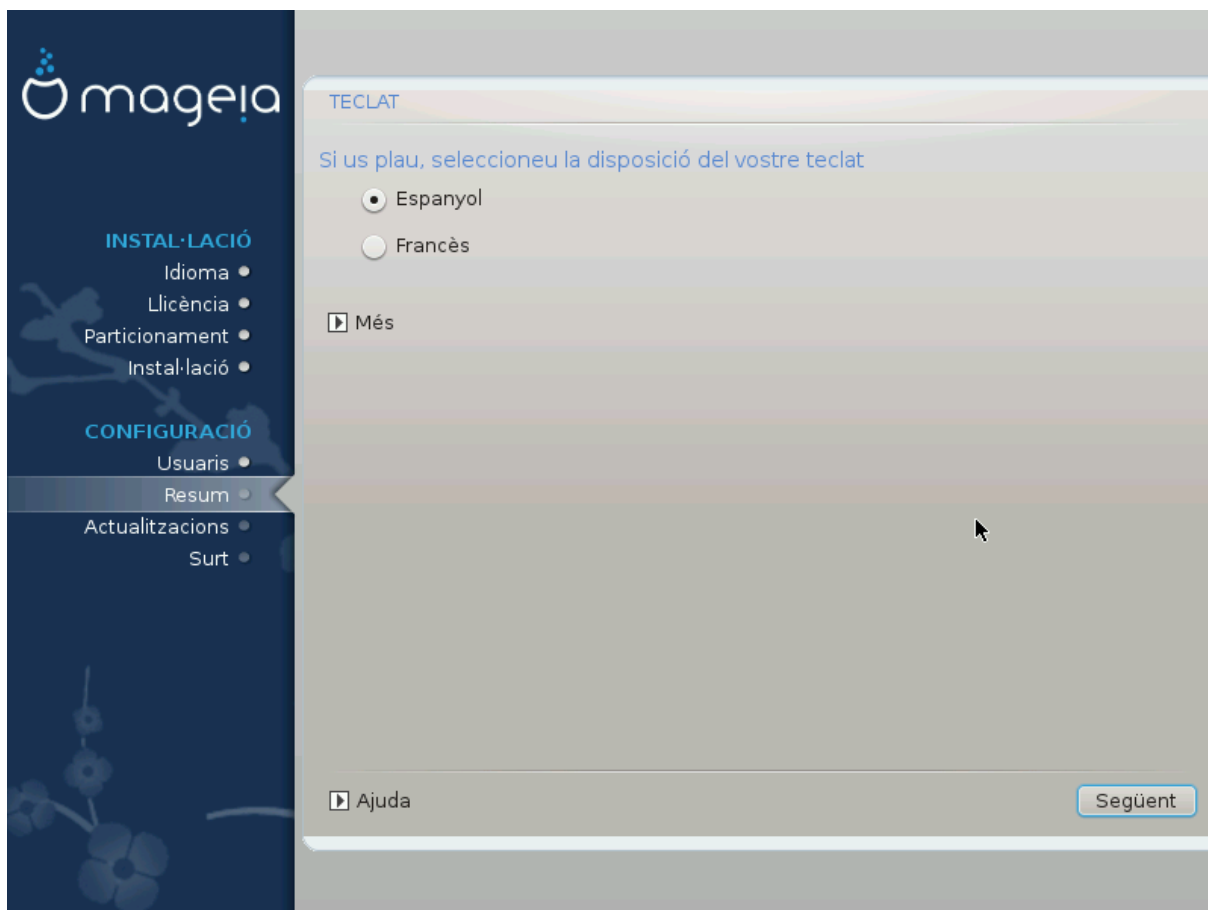 mageia
INSTAL·LACIÓ
Idioma
Llicència
Particionament
Instal·lació
CONFIGURACIÓ
Usuaris
Resum
Actualitzacions
Surt
TECLAT
Si us plau, seleccioneu la disposició del vostre teclat
Espanyol
Francès
Més
Ajuda
Següent